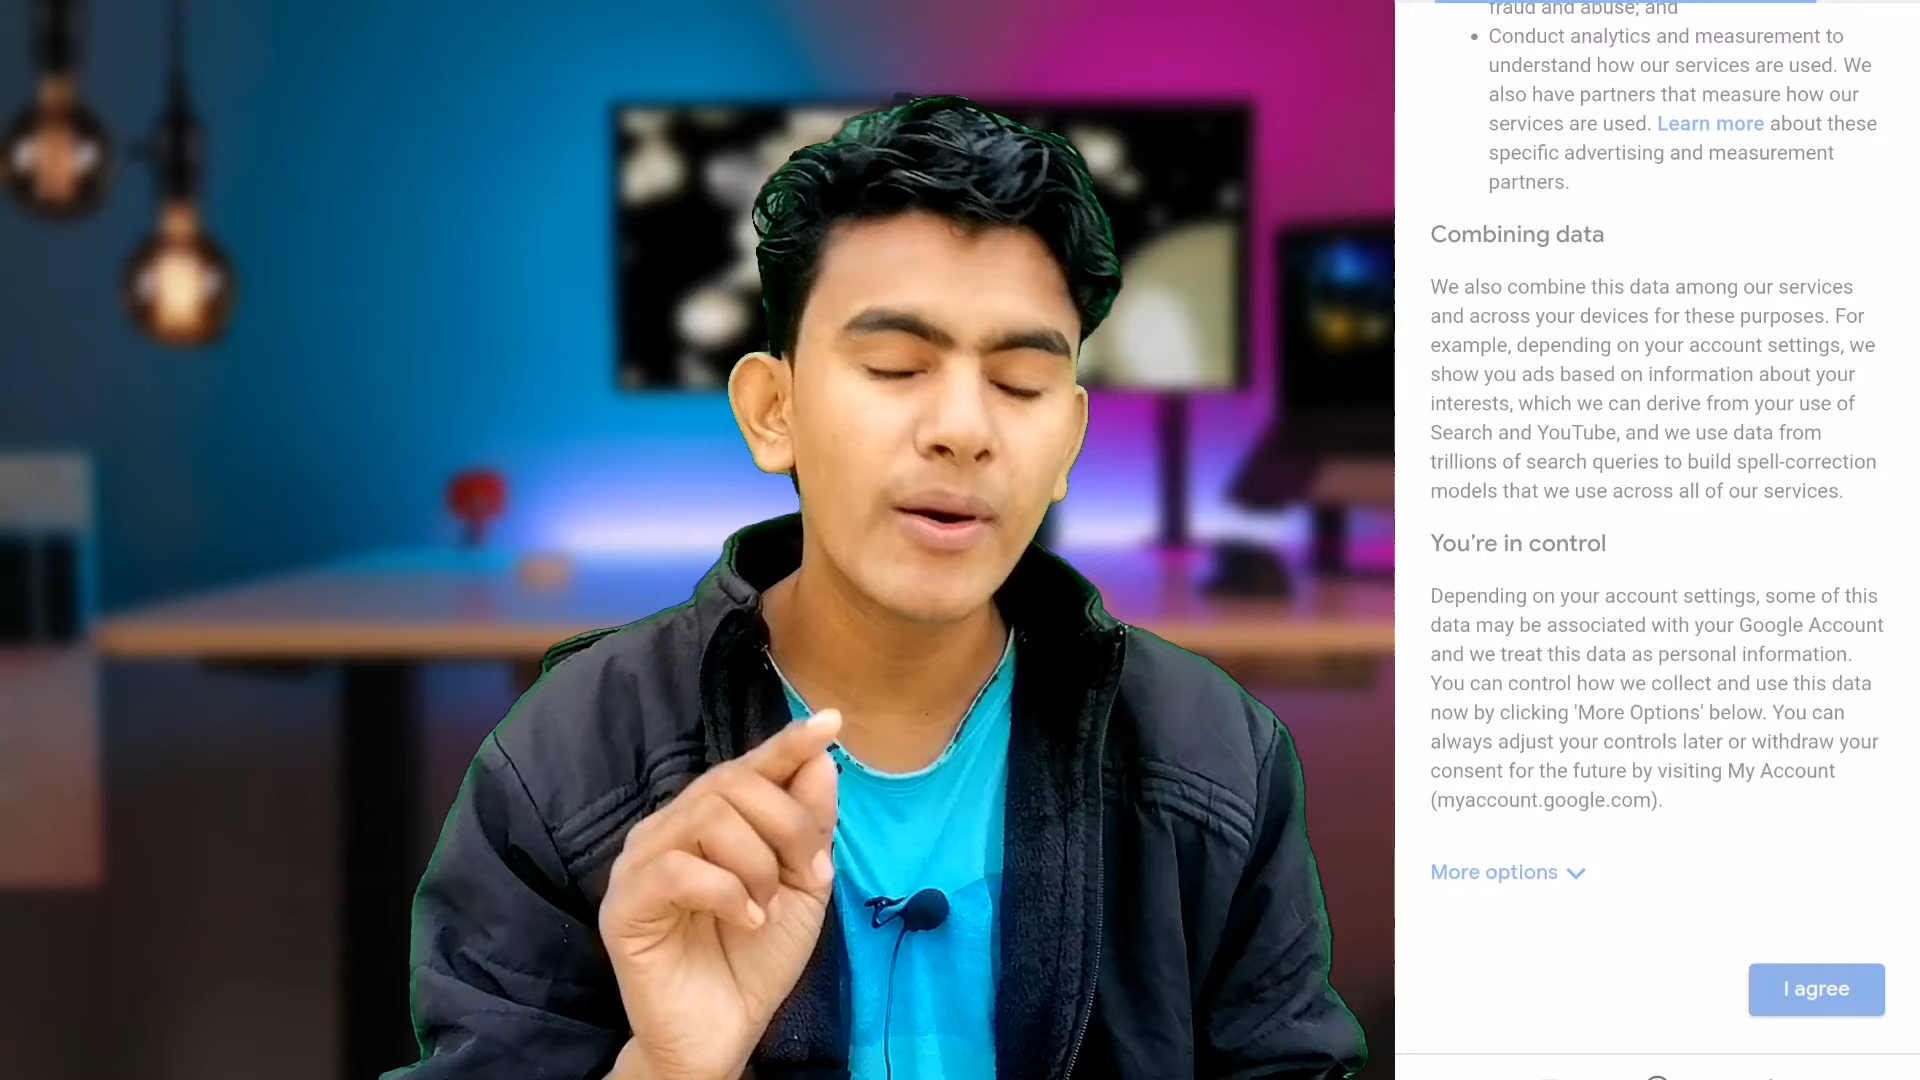 fraud and abuse; and
• Conduct analytics and measurement to
understand how our services are used. We
also have partners that measure how our
services are used. Learn more about these
specific advertising and measurement
partners.
Combining data
We also combine this data among our services
and across your devices for these purposes. For
example, depending on your account settings, we
show you ads based on information about your
interests, which we can derive from your use of
Search and YouTube, and we use data from
trillions of search queries to build spell-correction
models that we use across all of our services.
You're in control
Depending on your account settings, some of this
data may be associated with your Google Account
and we treat this data as personal information.
You can control how we collect and use this data
now by clicking 'More Options' below. You can
always adjust your controls later or withdraw your
consent for the future by visiting My Account
(myaccount.google.com).
More options
I agree